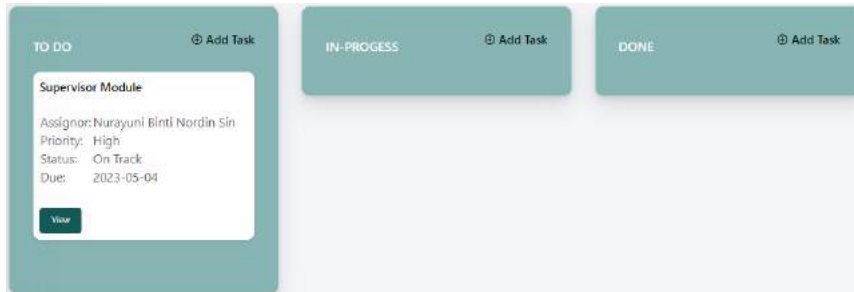 TO DO
⊕ Add Task
Supervisor Module
Assignor: Nurayuni Binti Nordin Sin
Priority: High
Status: On Track
Due: 2023-05-04
View
IN-PROGESS
⊕ Add Task
DONE
⊕ Add Task